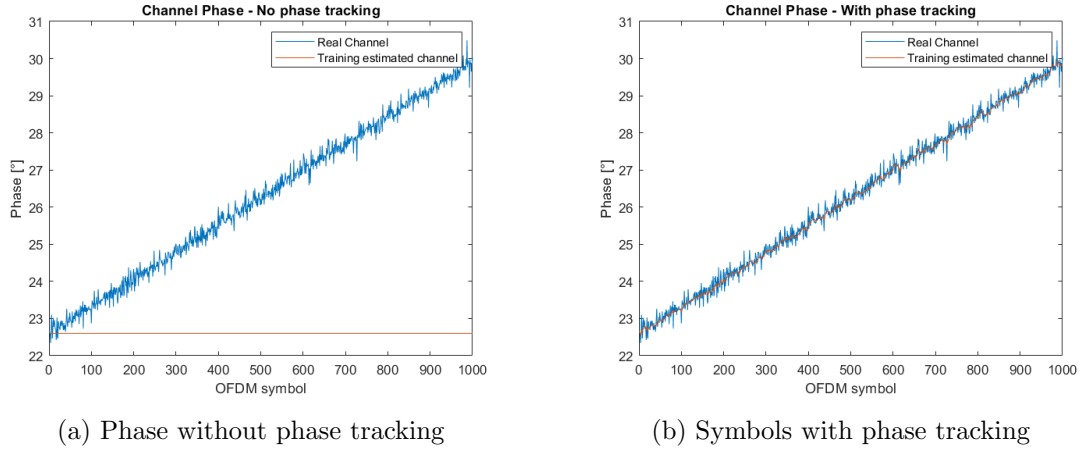 Channel Phase - No phase tracking
31
30
29
28
27
26
25
24
23
22
Phase [°]
Real Channel
Training estimated channel
0 100 200 300 400 500 600 700 800 900 1000
OFDM symbol
(a) Phase without phase tracking
Channel Phase - With phase tracking
31
30
29
28
27
26
25
24
23
22
Phase [°]
Real Channel
Training estimated channel
0 100 200 300 400 500 600 700 800 900 1000
OFDM symbol
(b) Symbols with phase tracking